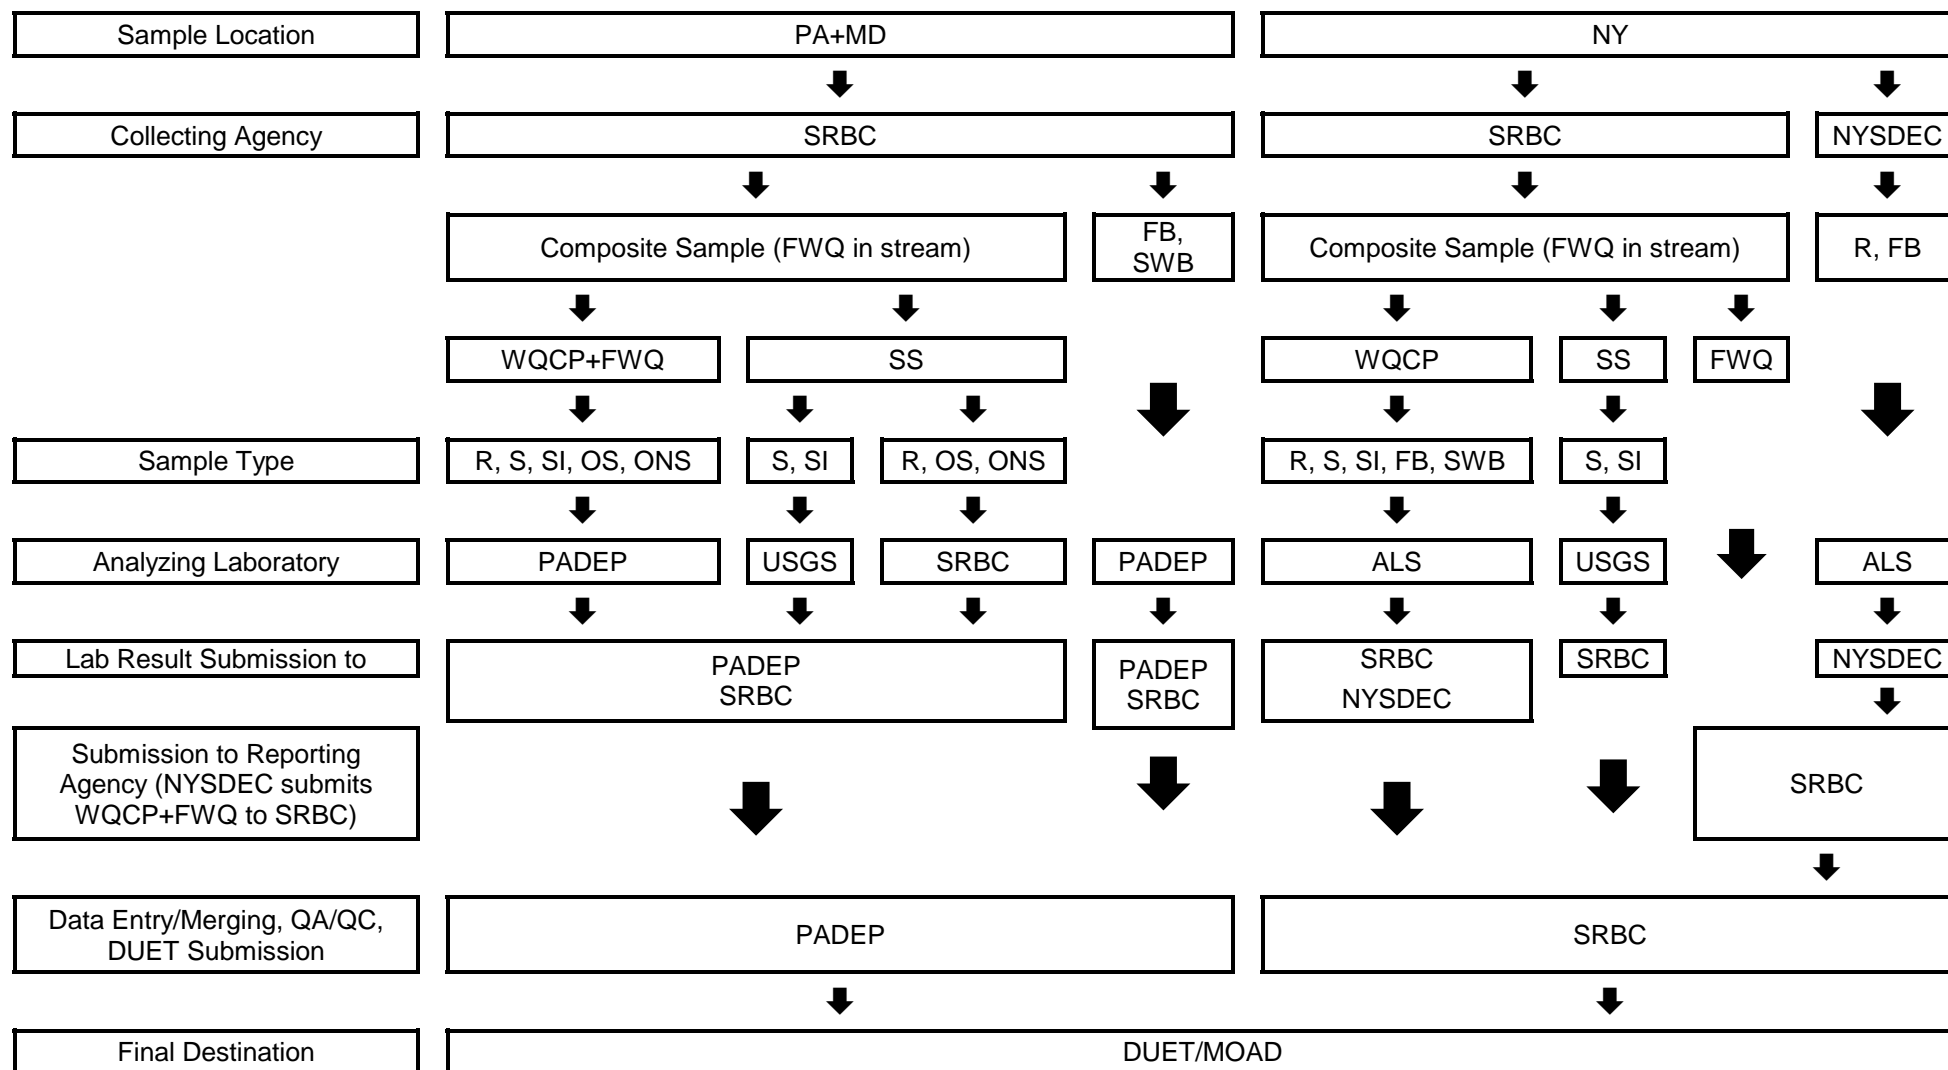 Sample Location
PA+MD
NY
Collecting Agency
SRBC
SRBC
NYSDEC
Composite Sample (FWQ in stream)
FB,
SWB
Composite Sample (FWQ in stream)
R, FB
WQCP+FWQ
SS
WQCP
SS
FWQ
Sample Type
R, S, SI, OS, ONS
S, SI
R, OS, ONS
R, S, SI, FB, SWB
S, SI
Analyzing Laboratory
PADEP
USGS
SRBC
PADEP
ALS
USGS
ALS
Lab Result Submission to
PADEP
SRBC
PADEP
SRBC
SRBC
NYSDEC
SRBC
NYSDEC
Submission to Reporting
Agency (NYSDEC submits
WQCP+FWQ to SRBC)
SRBC
Data Entry/Merging, QA/QC,
DUET Submission
PADEP
SRBC
Final Destination
DUET/MOAD